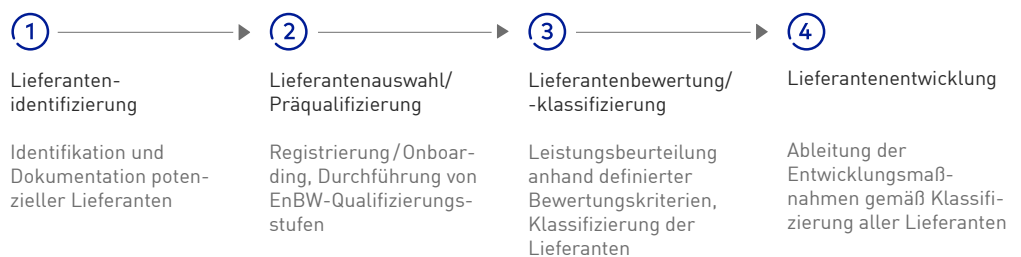 1
Lieferanten-
identifizierung
Identifikation und
Dokumentation poten-
zieller Lieferanten
2
Lieferantenauswahl/
Präqualifizierung
Registrierung/Onboar-
ding, Durchführung von
EnBW-Qualifizierungs-
stufen
3
Lieferantenbewertung/
-klassifizierung
Leistungsbeurteilung
anhand definierter
Bewertungskriterien,
Klassifizierung der
Lieferanten
4
Lieferantenentwicklung
Ableitung der
Entwicklungsmaß-
nahmen gemäß Klassifi-
zierung aller Lieferanten